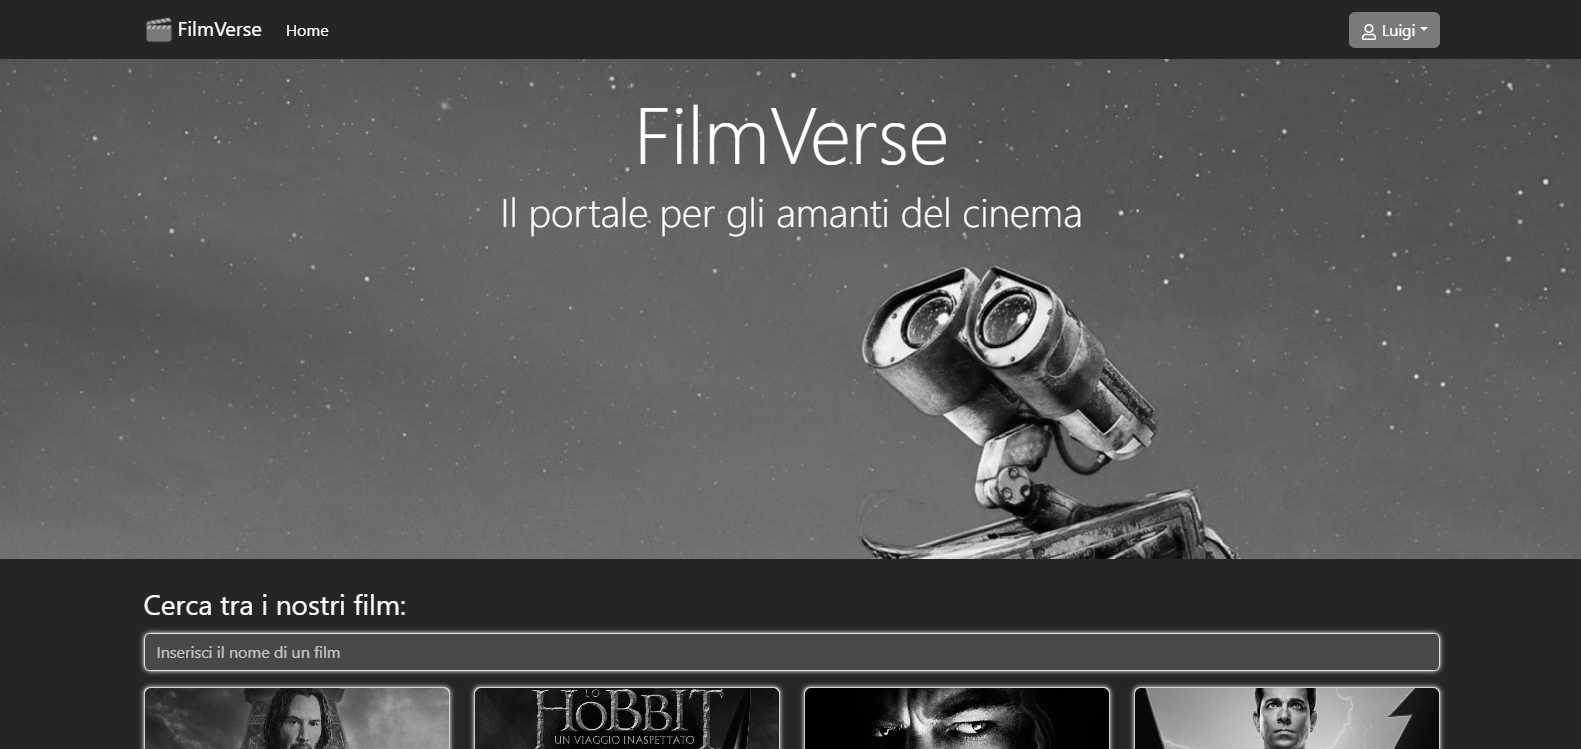 FilmVerse Home Luigi
FilmVerse
Il portale per gli amanti del cinema
Cerca tra i nostri film:
Inserisci il nome di un film
LO
HOBBIT
UN VIAGGIO INASPETTATO